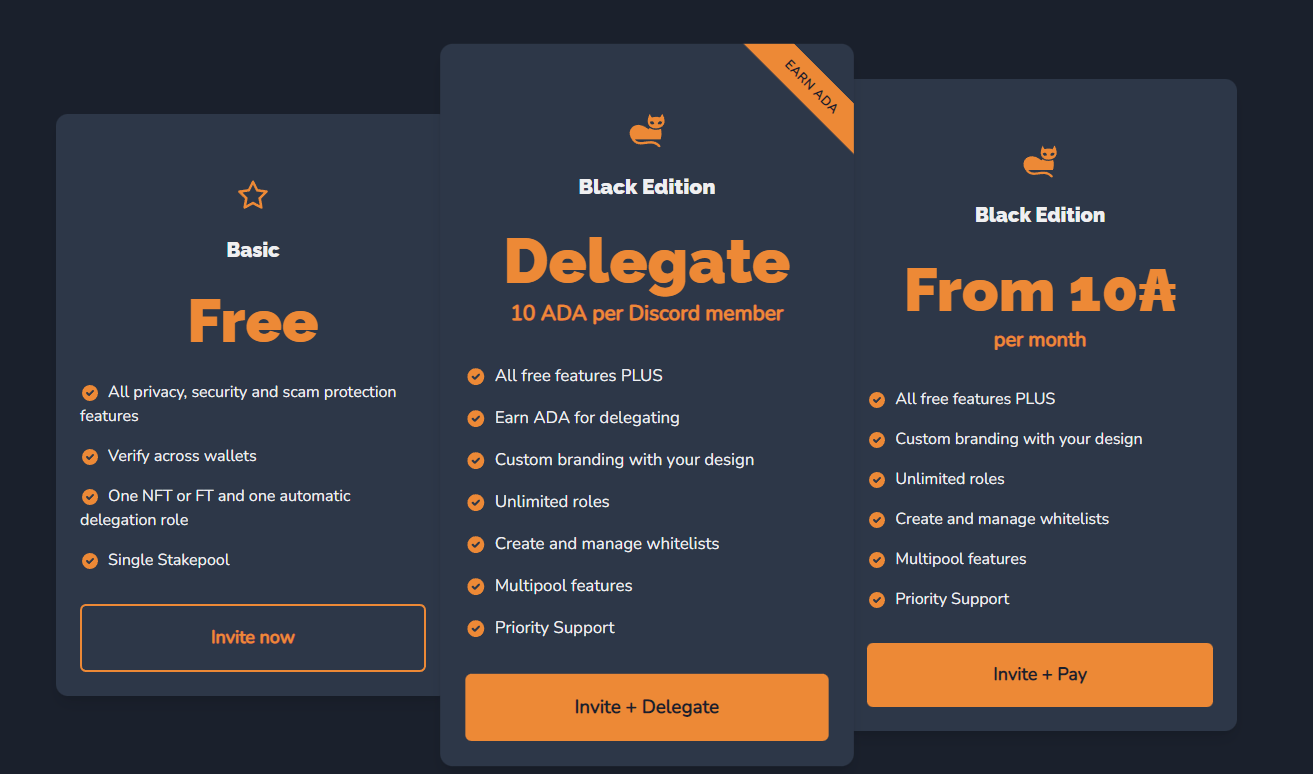 Basic
Free
All privacy, security and scam protection
features
Verify across wallets
One NFT or FT and one automatic
delegation role
Single Stakepool
Invite now
EARN ADA
Black Edition
Delegate
10 ADA per Discord member
All free features PLUS
Earn ADA for delegating
Custom branding with your design
Unlimited roles
Create and manage whitelists
Multipool features
Priority Support
Invite + Delegate
Black Edition
From 10₳
per month
All free features PLUS
Custom branding with your design
Unlimited roles
Create and manage whitelists
Multipool features
Priority Support
Invite + Pay